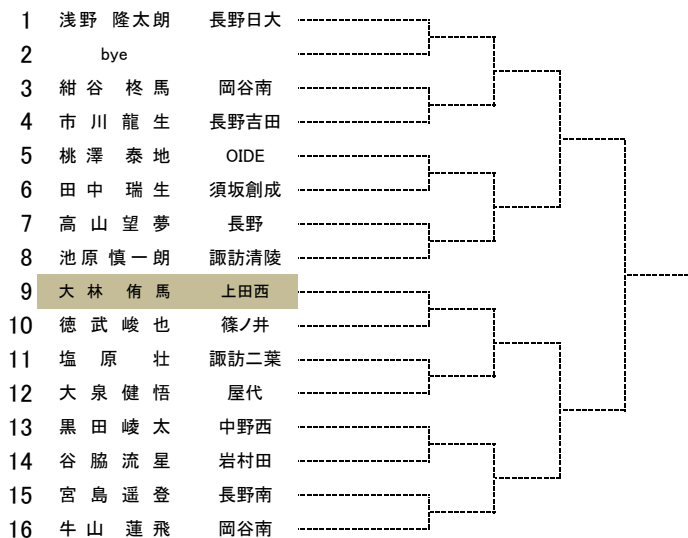 1 浅野 隆太朗 長野日大
2 bye
3 紺谷 柊馬 岡谷南
4 市川龍生 長野吉田
5 桃澤 泰地 OIDE
6 田中 瑞生 須坂創成
7 高山望夢 長野
8 池原慎一朗 諏訪清陵
9 大林 侑馬 上田西
10 徳武峻也 篠ノ井
11 塩原 壮 諏訪二葉
12 大泉健悟 屋代
13 黒田崚太 中野西
14 谷脇流星 岩村田
15 宮島遥登 長野南
16 牛山 蓮飛 岡谷南